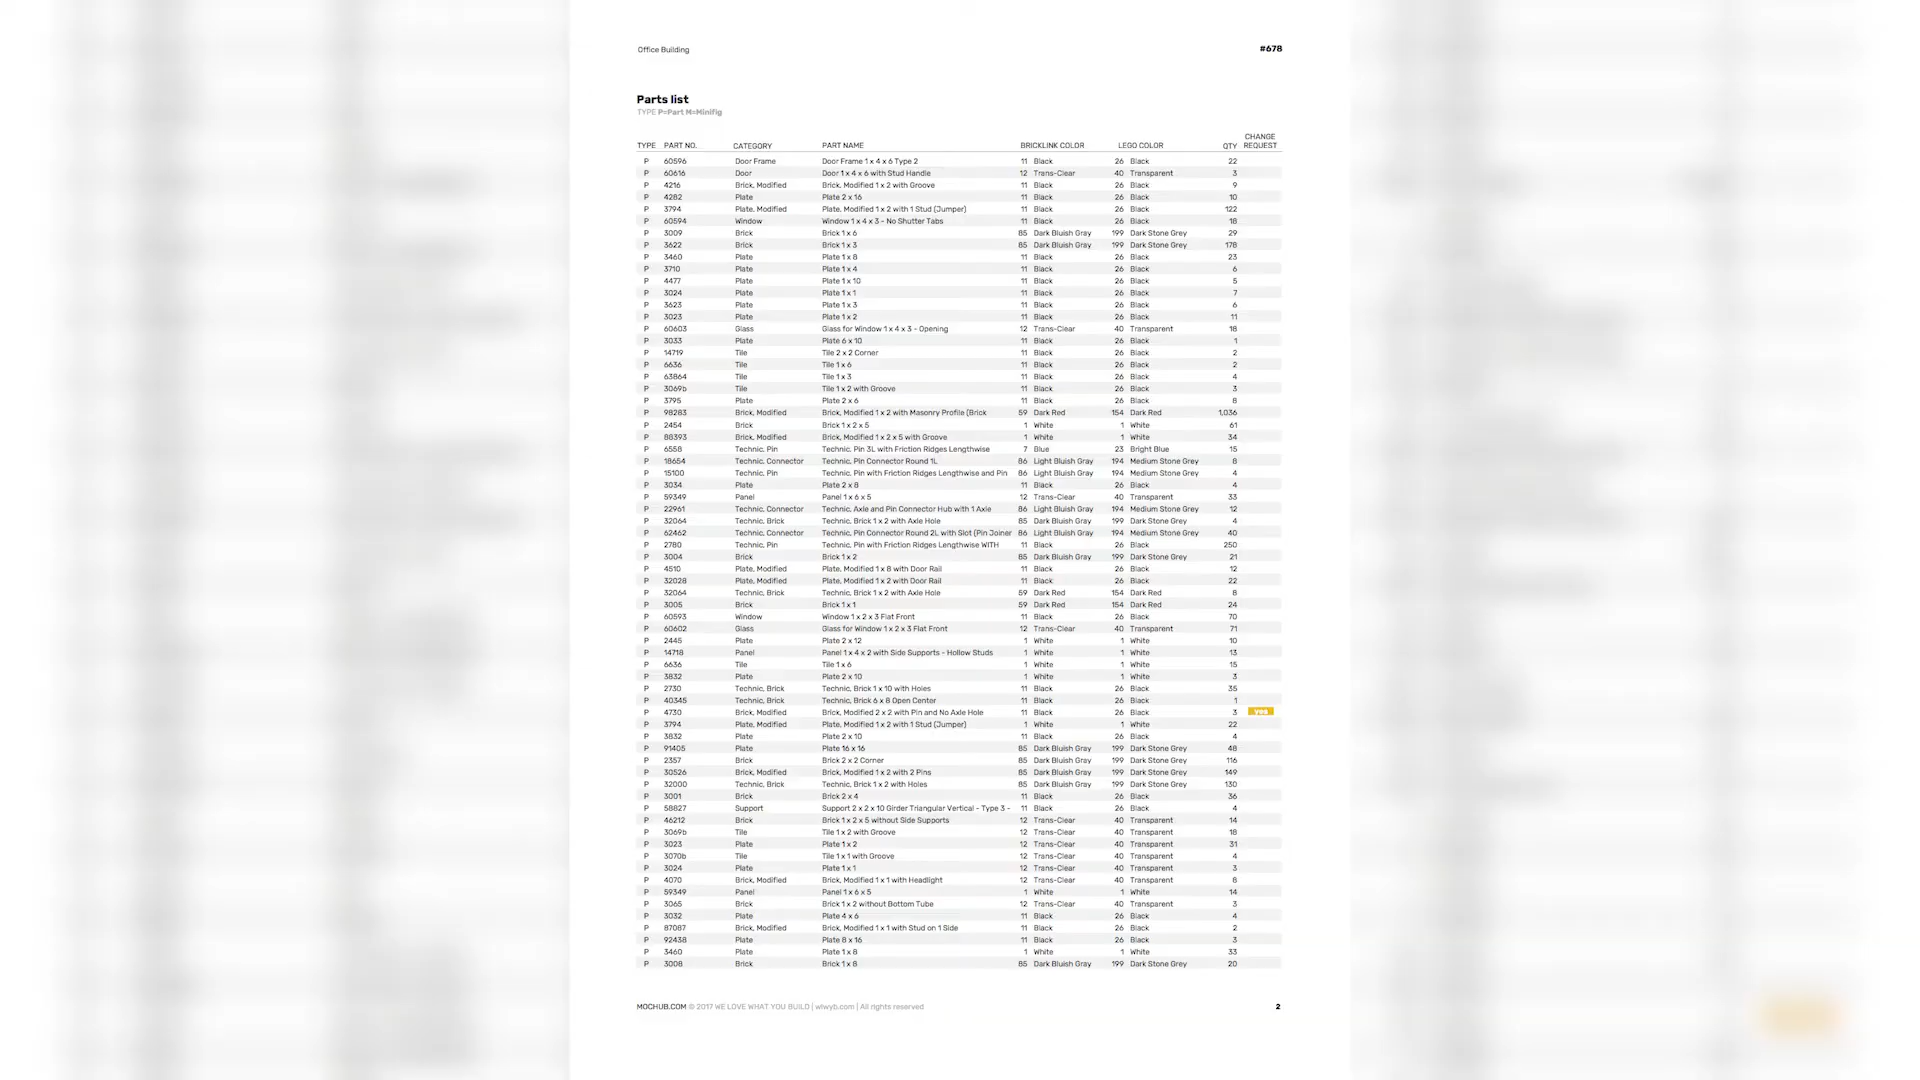 Office Building #678
Parts list
TYPE P=Part M=Minifig
TYPE PART NO. CATEGORY PART NAME BRICKLINK COLOR LEGO COLOR QTY CHANGE REQUEST
P 60596 Door Frame Door Frame 1 x 4 x 6 Type 2 11 Black 26 Black 22
P 60616 Door Door 1 x 4 x 6 with Stud Handle 12 Trans-Clear 40 Transparent 3
P 4216 Brick, Modified Brick, Modified 1 x 2 with Groove 11 Black 26 Black 9
P 4282 Plate Plate 2 x 16 11 Black 26 Black 10
P 3794 Plate, Modified Plate, Modified 1 x 2 with 1 Stud (Jumper) 11 Black 26 Black 122
P 60594 Window Window 1 x 4 x 3 - No Shutter Tabs 11 Black 26 Black 18
P 3009 Brick Brick 1 x 6 85 Dark Bluish Gray 199 Dark Stone Grey 29
P 3622 Brick Brick 1 x 3 85 Dark Bluish Gray 199 Dark Stone Grey 178
P 3460 Plate Plate 1 x 8 11 Black 26 Black 23
P 3710 Plate Plate 1 x 4 11 Black 26 Black 6
P 4477 Plate Plate 1 x 10 11 Black 26 Black 5
P 3024 Plate Plate 1 x 1 11 Black 26 Black 7
P 3623 Plate Plate 1 x 3 11 Black 26 Black 6
P 3023 Plate Plate 1 x 2 11 Black 26 Black 11
P 60603 Glass Glass for Window 1 x 4 x 3 - Opening 12 Trans-Clear 40 Transparent 18
P 3033 Plate Plate 6 x 10 11 Black 26 Black 1
P 14719 Tile Tile 2 x 2 Corner 11 Black 26 Black 2
P 6636 Tile Tile 1 x 6 11 Black 26 Black 2
P 63864 Tile Tile 1 x 3 11 Black 26 Black 4
P 3069b Tile Tile 1 x 2 with Groove 11 Black 26 Black 3
P 3795 Plate Plate 2 x 6 11 Black 26 Black 8
P 98283 Brick, Modified Brick, Modified 1 x 2 with Masonry Profile (Brick 59 Dark Red 154 Dark Red 1,036
P 2454 Brick Brick 1 x 2 x 5 1 White 1 White 61
P 88393 Brick, Modified Brick, Modified 1 x 2 x 5 with Groove 1 White 1 White 34
P 6558 Technic, Pin Technic, Pin 3L with Friction Ridges Lengthwise 7 Blue 23 Bright Blue 15
P 18654 Technic, Connector Technic, Pin Connector Round 1L 86 Light Bluish Gray 194 Medium Stone Grey 8
P 15100 Technic, Pin Technic, Pin with Friction Ridges Lengthwise and Pin 86 Light Bluish Gray 194 Medium Stone Grey 4
P 3034 Plate Plate 2 x 8 11 Black 26 Black 4
P 59349 Panel Panel 1 x 6 x 5 12 Trans-Clear 40 Transparent 33
P 22961 Technic, Connector Technic, Axle and Pin Connector Hub with 1 Axle 86 Light Bluish Gray 194 Medium Stone Grey 12
P 32064 Technic, Brick Technic, Brick 1 x 2 with Axle Hole 85 Dark Bluish Gray 199 Dark Stone Grey 4
P 62462 Technic, Connector Technic, Pin Connector Round 2L with Slot (Pin Joiner 86 Light Bluish Gray 194 Medium Stone Grey 40
P 2780 Technic, Pin Technic, Pin with Friction Ridges Lengthwise WITH 11 Black 26 Black 250
P 3004 Brick Brick 1 x 2 85 Dark Bluish Gray 199 Dark Stone Grey 21
P 4510 Plate, Modified Plate, Modified 1 x 8 with Door Rail 11 Black 26 Black 12
P 32028 Plate, Modified Plate, Modified 1 x 2 with Door Rail 11 Black 26 Black 22
P 32064 Technic, Brick Technic, Brick 1 x 2 with Axle Hole 59 Dark Red 154 Dark Red 8
P 3005 Brick Brick 1 x 1 59 Dark Red 154 Dark Red 24
P 60593 Window Window 1 x 2 x 3 Flat Front 11 Black 26 Black 70
P 60602 Glass Glass for Window 1 x 2 x 3 Flat Front 12 Trans-Clear 40 Transparent 71
P 2445 Plate Plate 2 x 12 1 White 1 White 10
P 14718 Panel Panel 1 x 4 x 2 with Side Supports - Hollow Studs 1 White 1 White 13
P 6636 Tile Tile 1 x 6 1 White 1 White 15
P 3832 Plate Plate 2 x 10 1 White 1 White 3
P 2730 Technic, Brick Technic, Brick 1 x 10 with Holes 11 Black 26 Black 35
P 40345 Technic, Brick Technic, Brick 6 x 8 Open Center 11 Black 26 Black 1
P 4730 Brick, Modified Brick, Modified 2 x 2 with Pin and No Axle Hole 11 Black 26 Black 3 yes
P 3794 Plate, Modified Plate, Modified 1 x 2 with 1 Stud (Jumper) 1 White 1 White 22
P 3832 Plate Plate 2 x 10 11 Black 26 Black 4
P 91405 Plate Plate 16 x 16 85 Dark Bluish Gray 199 Dark Stone Grey 48
P 2357 Brick Brick 2 x 2 Corner 85 Dark Bluish Gray 199 Dark Stone Grey 116
P 30526 Brick, Modified Brick, Modified 1 x 2 with 2 Pins 85 Dark Bluish Gray 199 Dark Stone Grey 149
P 32000 Technic, Brick Technic, Brick 1 x 2 with Holes 85 Dark Bluish Gray 199 Dark Stone Grey 130
P 3001 Brick Brick 2 x 4 11 Black 26 Black 36
P 58827 Support Support 2 x 2 x 10 Girder Triangular Vertical - Type 3 - 11 Black 26 Black 4
P 46212 Brick Brick 1 x 2 x 5 without Side Supports 12 Trans-Clear 40 Transparent 14
P 3069b Tile Tile 1 x 2 with Groove 12 Trans-Clear 40 Transparent 18
P 3023 Plate Plate 1 x 2 12 Trans-Clear 40 Transparent 31
P 3070b Tile Tile 1 x 1 with Groove 12 Trans-Clear 40 Transparent 4
P 3024 Plate Plate 1 x 1 12 Trans-Clear 40 Transparent 3
P 4070 Brick, Modified Brick, Modified 1 x 1 with Headlight 12 Trans-Clear 40 Transparent 8
P 59349 Panel Panel 1 x 6 x 5 1 White 1 White 14
P 3065 Brick Brick 1 x 2 without Bottom Tube 12 Trans-Clear 40 Transparent 3
P 3032 Plate Plate 4 x 6 11 Black 26 Black 4
P 87087 Brick, Modified Brick, Modified 1 x 1 with Stud on 1 Side 11 Black 26 Black 2
P 92438 Plate Plate 8 x 16 11 Black 26 Black 3
P 3460 Plate Plate 1 x 8 1 White 1 White 33
P 3008 Brick Brick 1 x 8 85 Dark Bluish Gray 199 Dark Stone Grey 20
MOCHUB.COM © 2017 WE LOVE WHAT YOU BUILD | wlwyb.com | All rights reserved 2